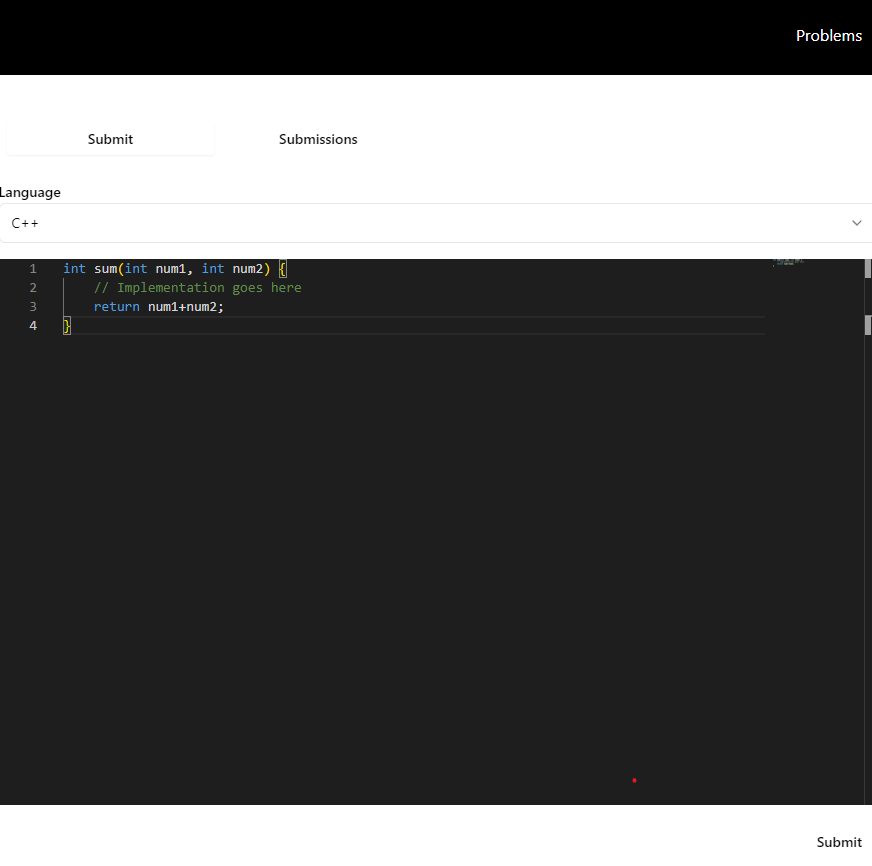 Problems
Submit Submissions
Language
C++
1 int sum(int num1, int num2) {
2     // Implementation goes here
3     return num1+num2;
4 }
Submit